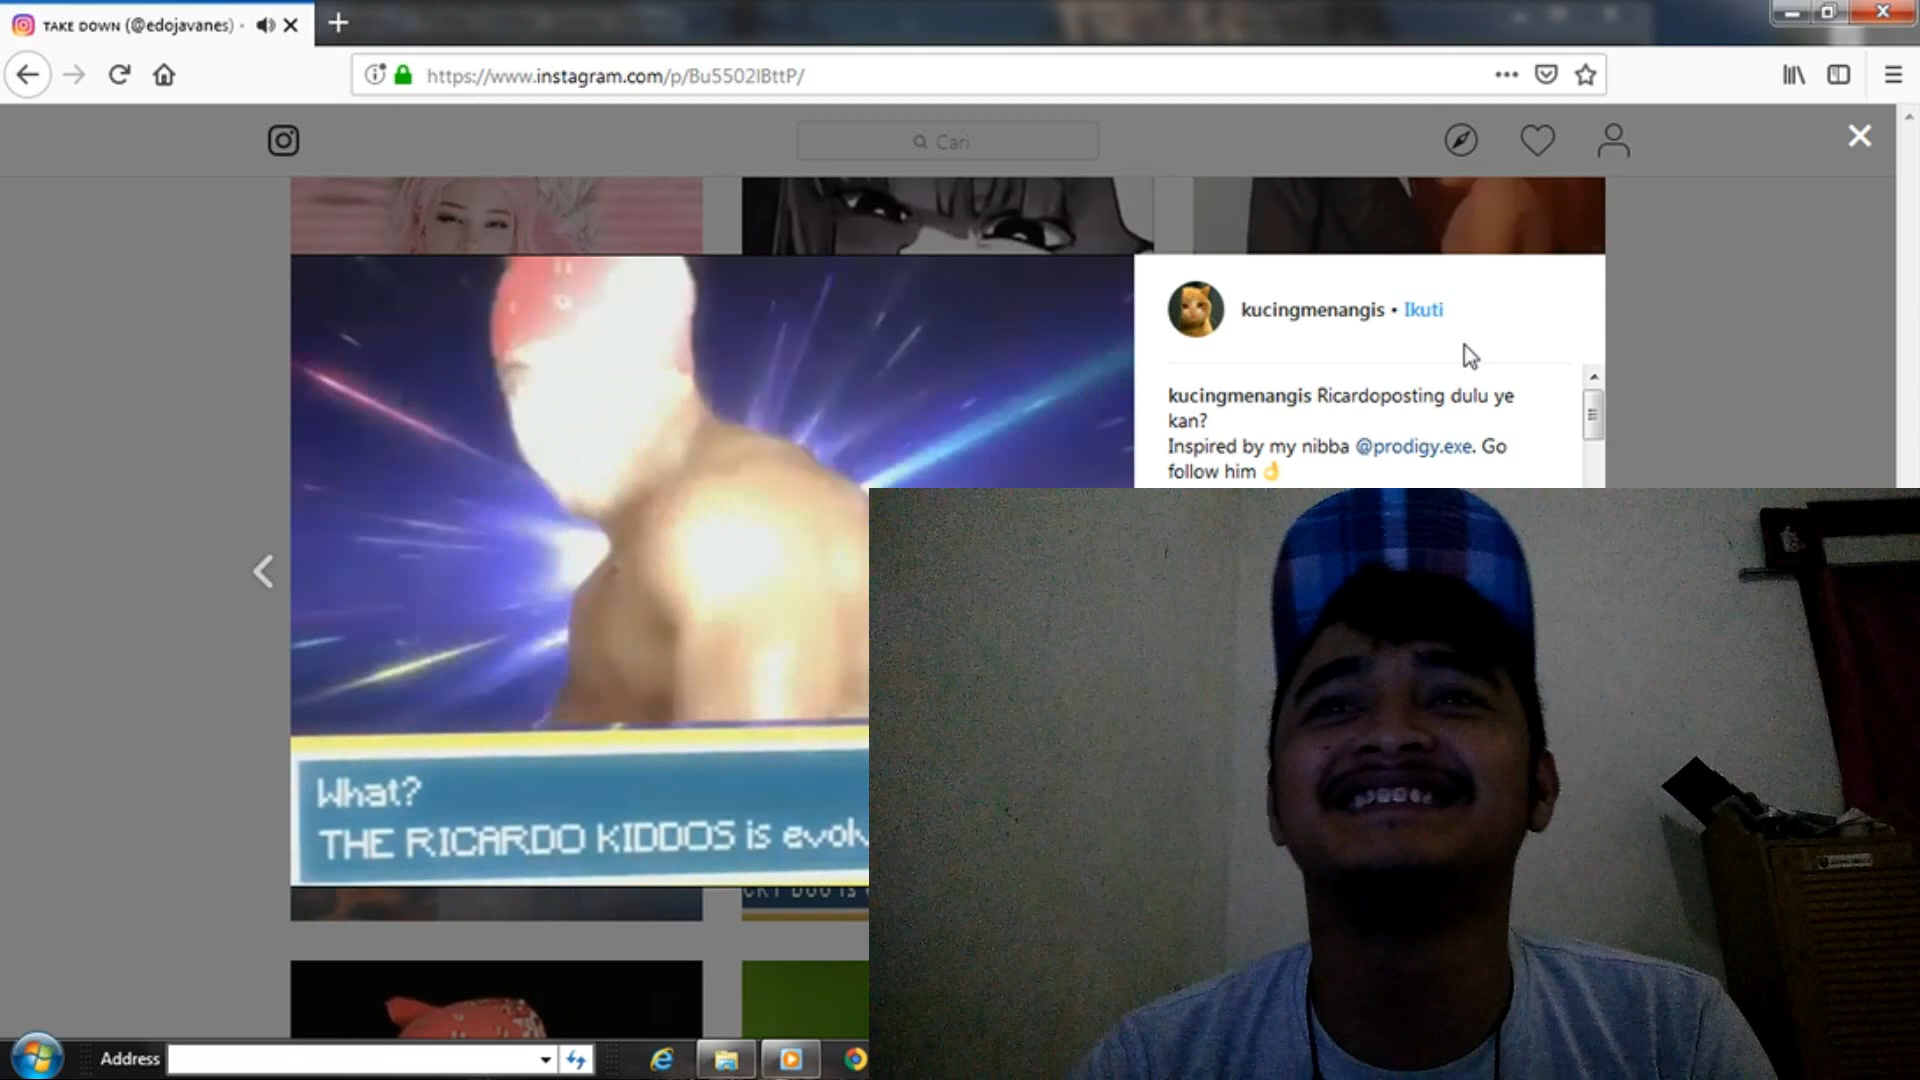 TAKE DOWN (@edojavanes) -
https://www.instagram.com/p/Bu5502IBttP/
Cari
kucingmenangis • Ikuti
kucingmenangis Ricardoposting dulu ye
kan?
Inspired by my nibba @prodigy.exe. Go
follow him 👌
What?
THE RICARDO KIDDOS is evolv
Address